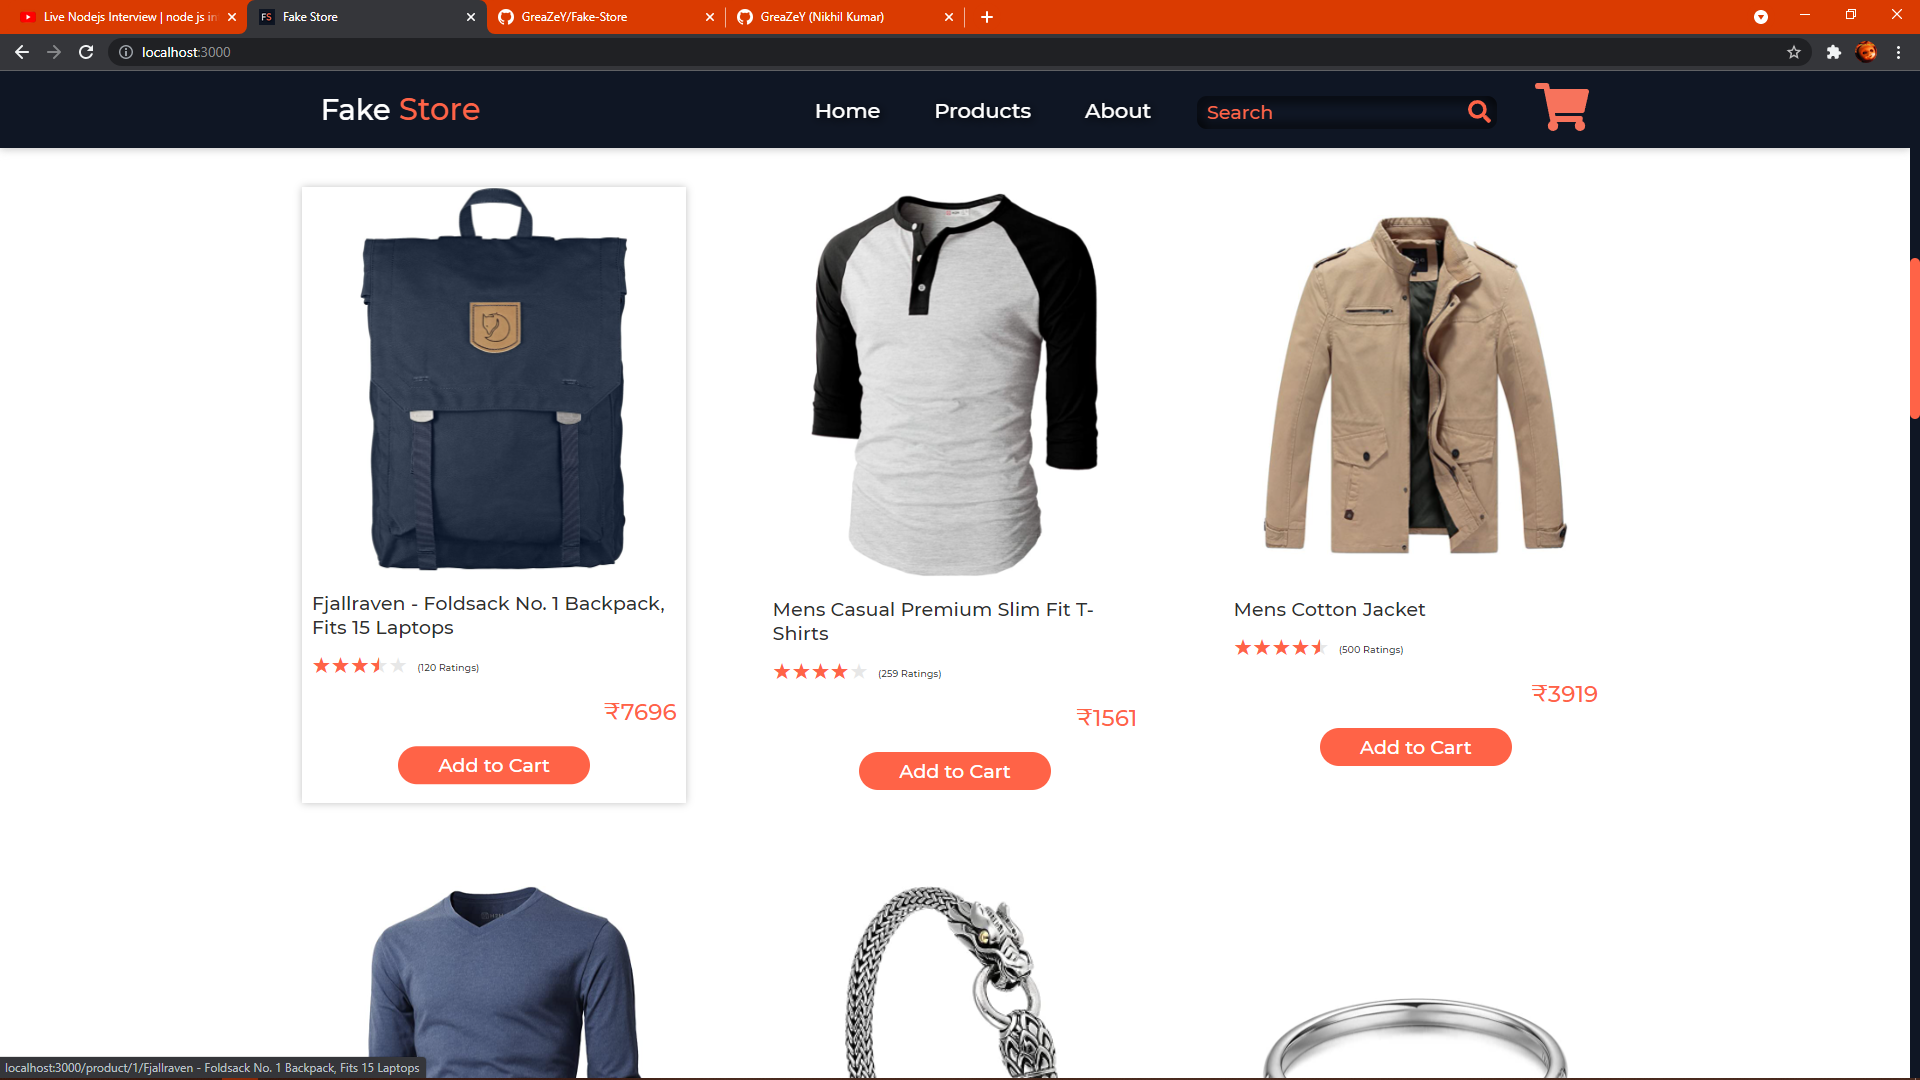 Live Nodejs Interview | node js in
Fake Store
GreaZeY/Fake-Store
GreaZeY (Nikhil Kumar)
localhost:3000
Fake Store
Home
Products
About
Search
Fjallraven - Foldsack No. 1 Backpack,
Fits 15 Laptops
(120 Ratings)
₹7696
Add to Cart
Mens Casual Premium Slim Fit T-
Shirts
(259 Ratings)
₹1561
Add to Cart
Mens Cotton Jacket
(500 Ratings)
₹3919
Add to Cart
localhost:3000/product/1/Fjallraven - Foldsack No. 1 Backpack, Fits 15 Laptops